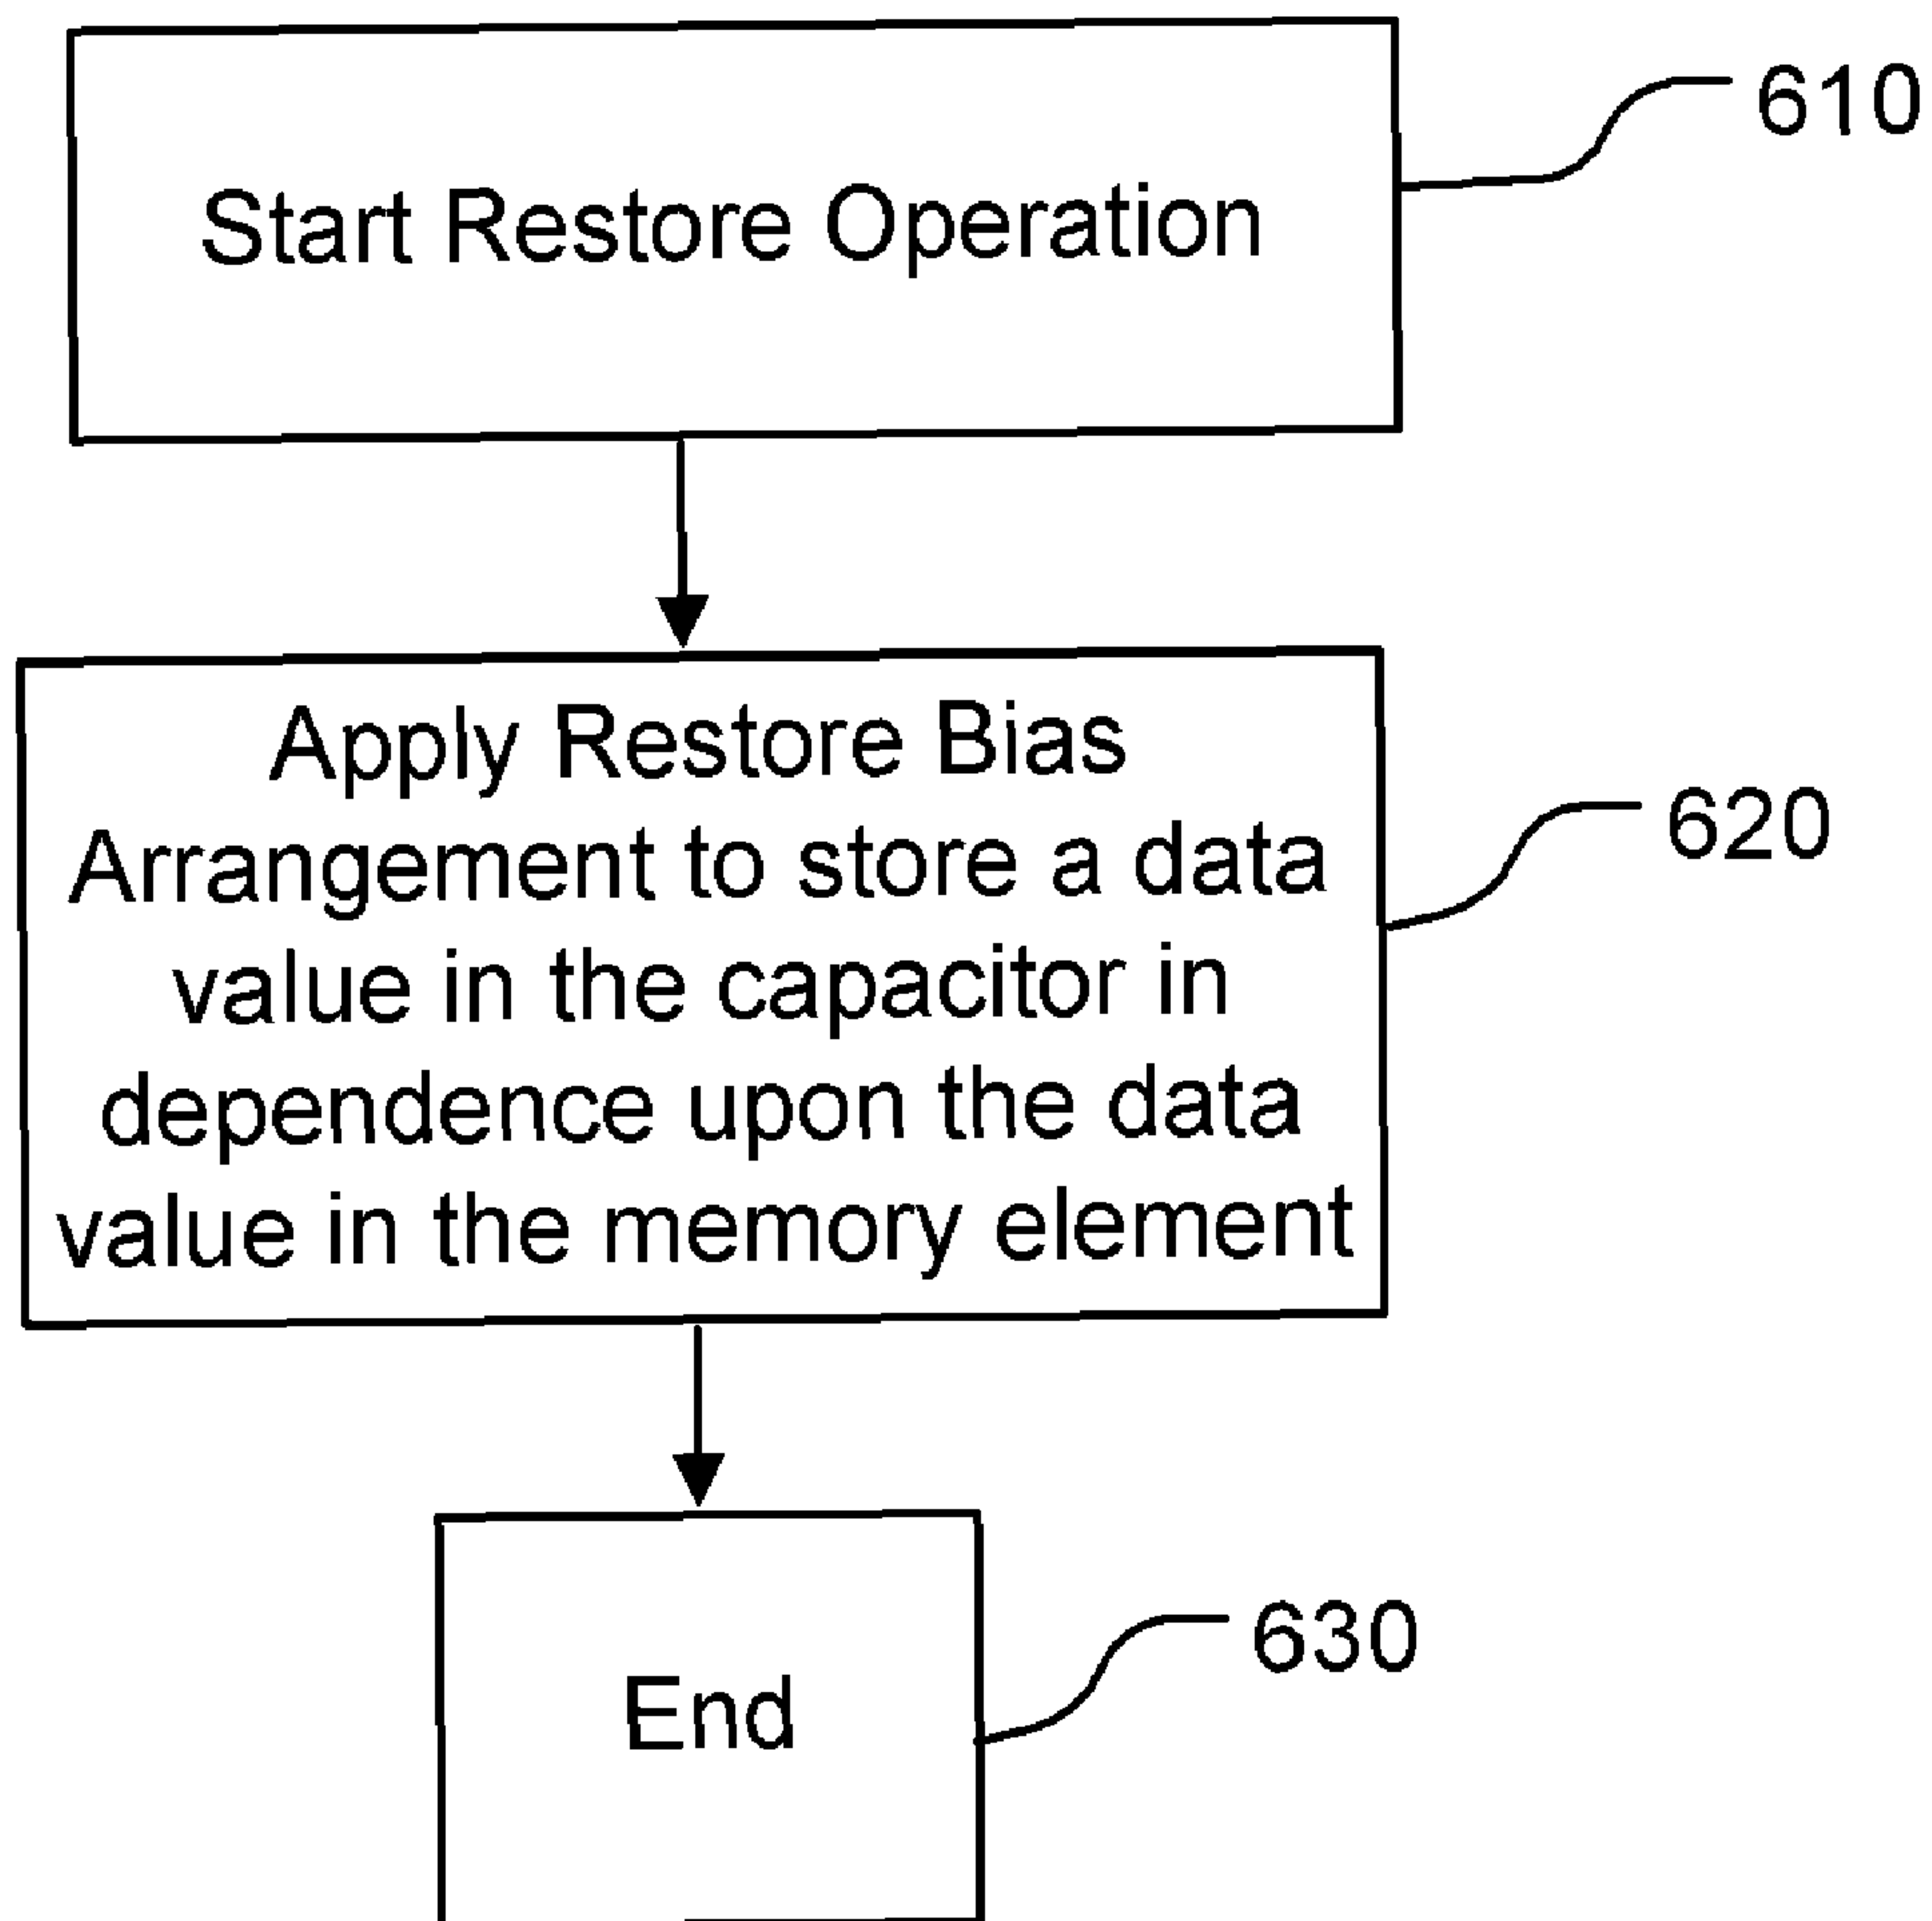 610
Start Restore Operation
Apply Restore Bias
620
Arrangement to store a data
value in the capacitor in
dependence upon the data
value in the memory element
630
End